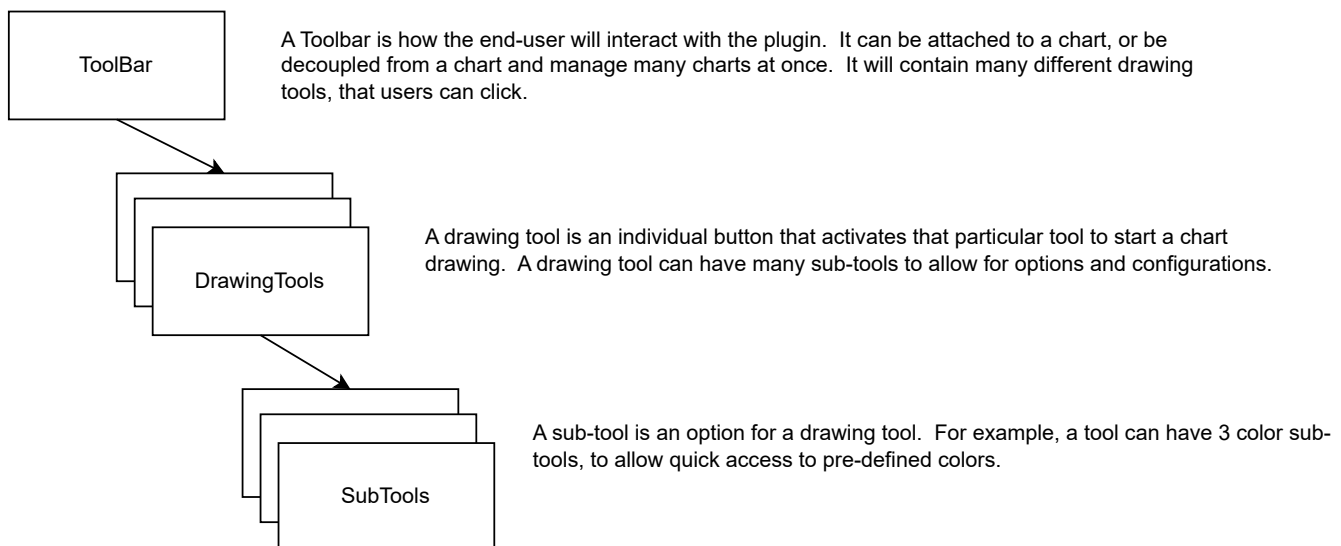 ToolBar
A Toolbar is how the end-user will interact with the plugin.  It can be attached to a chart, or be
decoupled from a chart and manage many charts at once.  It will contain many different drawing
tools, that users can click.
DrawingTools
A drawing tool is an individual button that activates that particular tool to start a chart
drawing.  A drawing tool can have many sub-tools to allow for options and configurations.
SubTools
A sub-tool is an option for a drawing tool.  For example, a tool can have 3 color sub-
tools, to allow quick access to pre-defined colors.